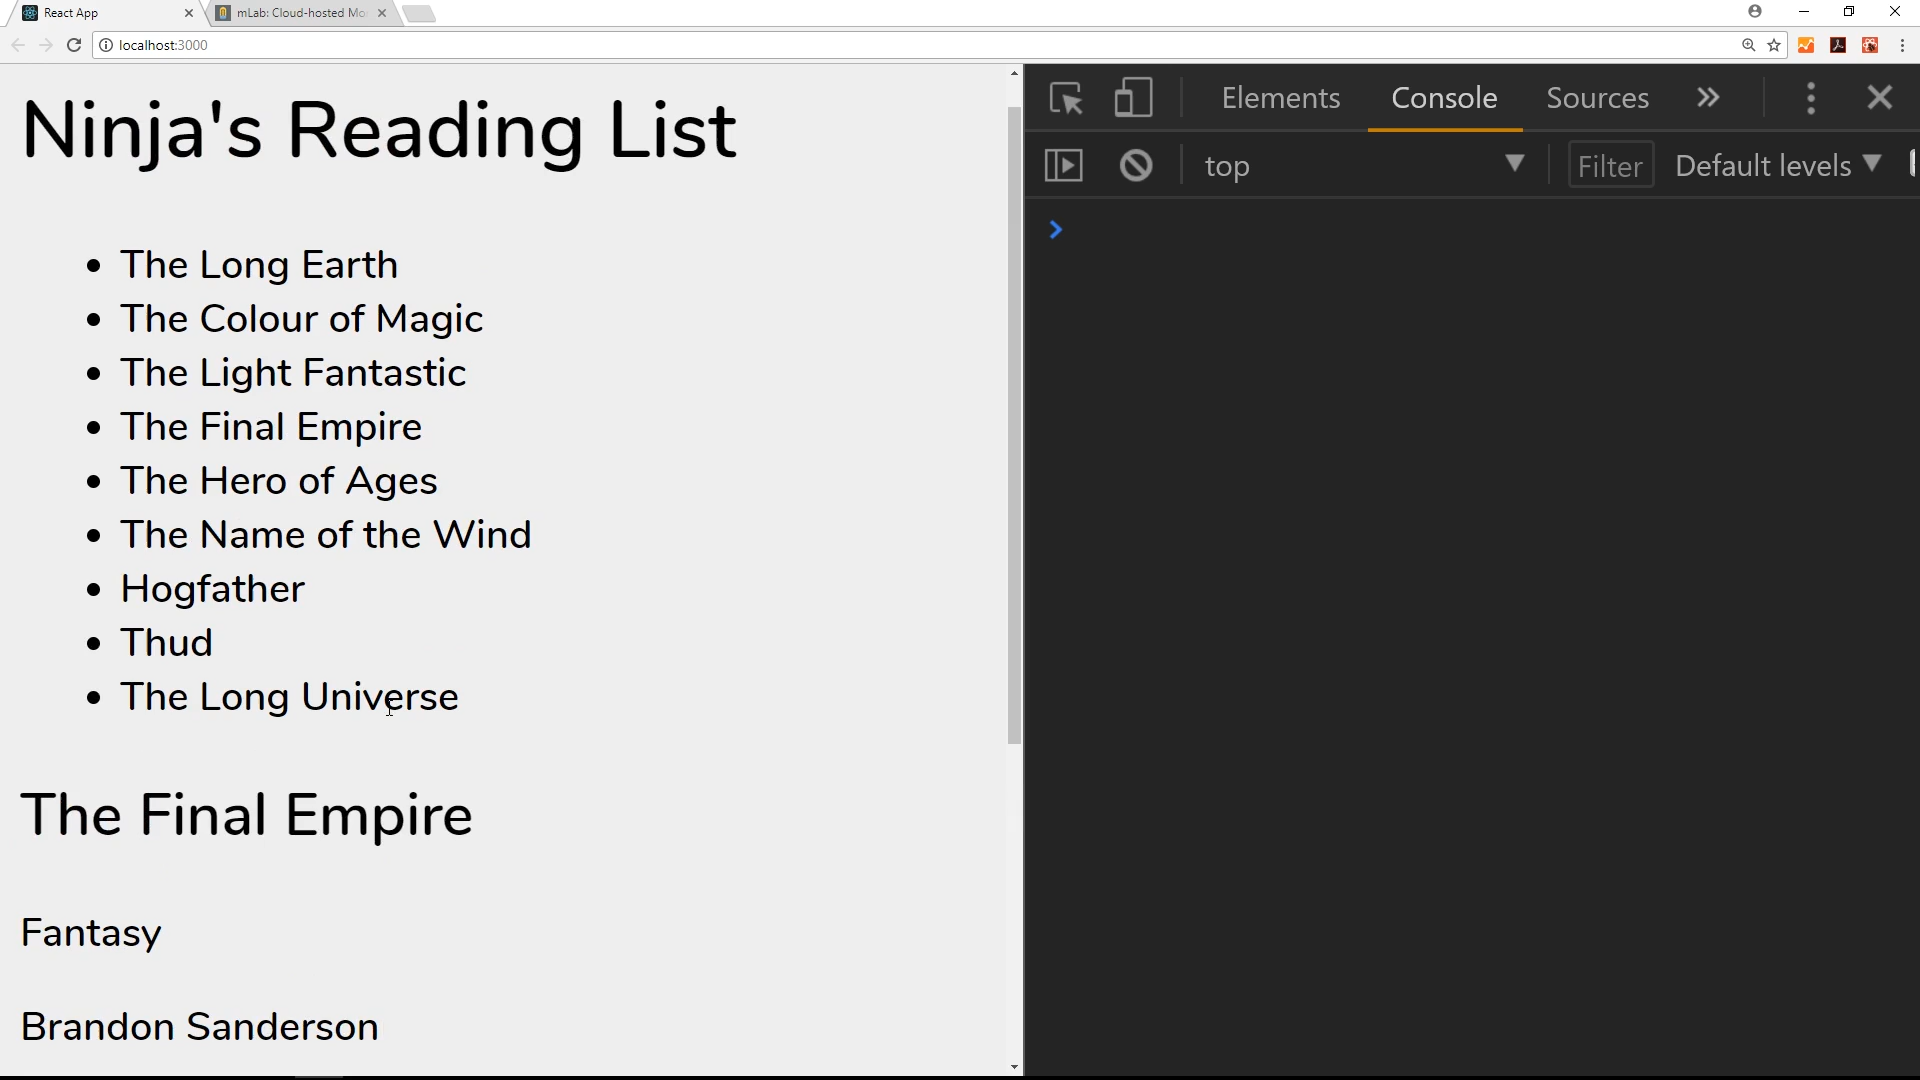 React App
mLab: Cloud-hosted Mo
localhost:3000
Elements
Console
Sources
top
Filter
Default levels
Ninja's Reading List
The Long Earth
The Colour of Magic
The Light Fantastic
The Final Empire
The Hero of Ages
The Name of the Wind
Hogfather
Thud
The Long Universe
The Final Empire
Fantasy
Brandon Sanderson